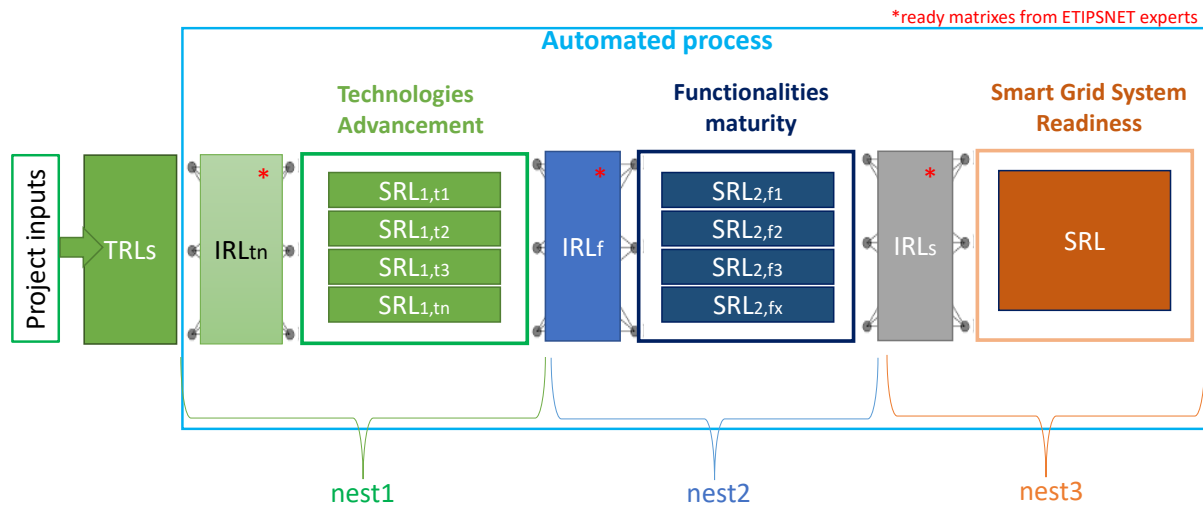 *ready matrixes from ETIPSNET experts
Automated process
Technologies
Advancement
Functionalities
maturity
Smart Grid System
Readiness
Project inputs
TRLs
*
IRLtn
SRL1,t1
SRL1,t2
SRL1,t3
SRL1,tn
*
IRLf
SRL2,f1
SRL2,f2
SRL2,f3
SRL2,fx
*
IRLs
SRL
nest1
nest2
nest3